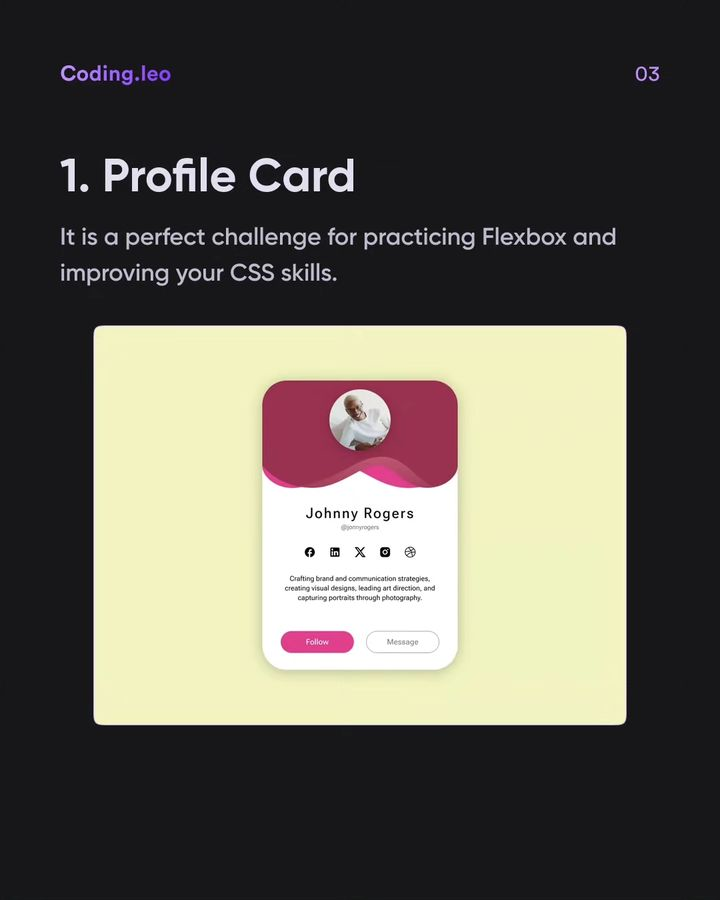 Coding.leo
03
1. Profile Card
It is a perfect challenge for practicing Flexbox and
improving your CSS skills.
Johnny Rogers
@jonnyrogers
Crafting brand and communication strategies,
creating visual designs, leading art direction, and
capturing portraits through photography.
Follow
Message